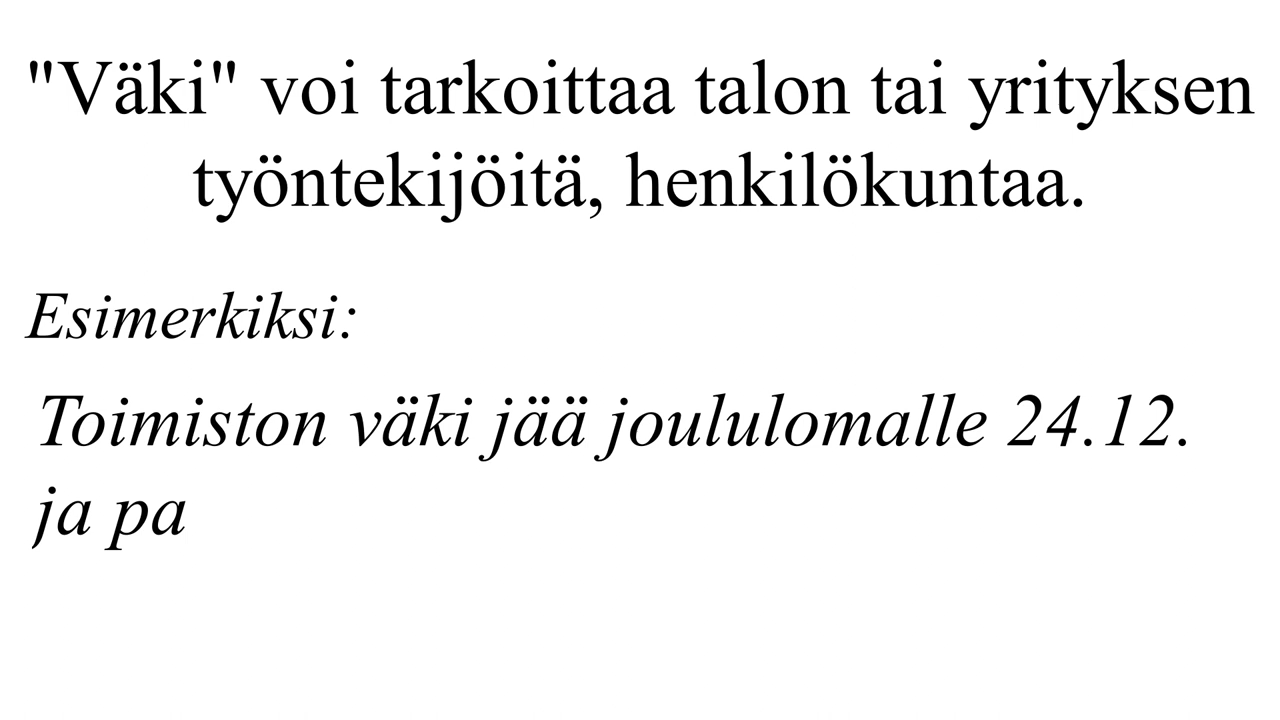 "Väki" voi tarkoittaa talon tai yrityksen
työntekijöitä, henkilökuntaa.
Esimerkiksi:
Toimiston väki jää joululomalle 24.12.
ja pa